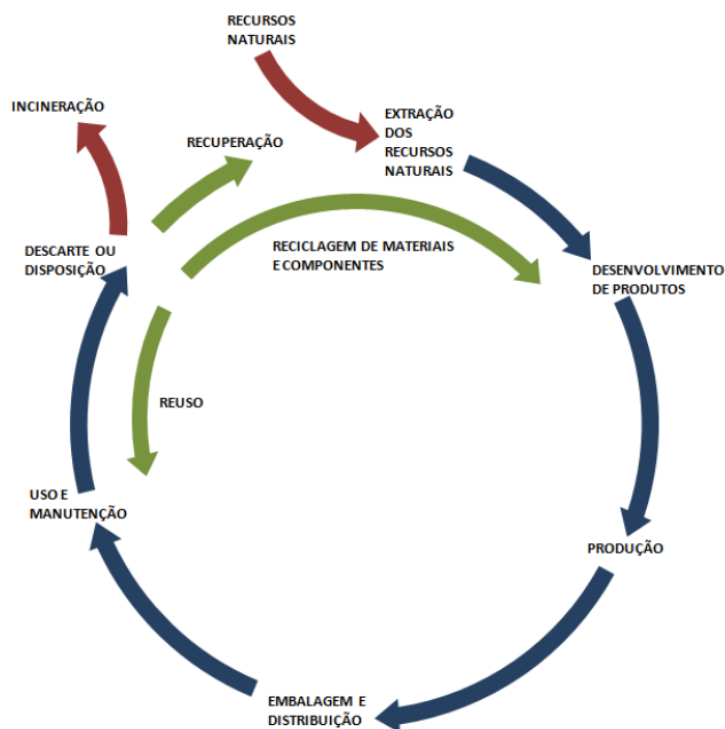 RECURSOS
NATURAIS
INCINERAÇÃO
EXTRAÇÃO
DOS
RECURSOS
NATURAIS
RECUPERAÇÃO
DESCARTE OU
DISPOSIÇÃO
RECICLAGEM DE MATERIAIS
E COMPONENTES
DESENVOLVIMENTO
DE PRODUTOS
REUSO
USO E
MANUTENÇÃO
PRODUÇÃO
EMBALAGEM E
DISTRIBUIÇÃO